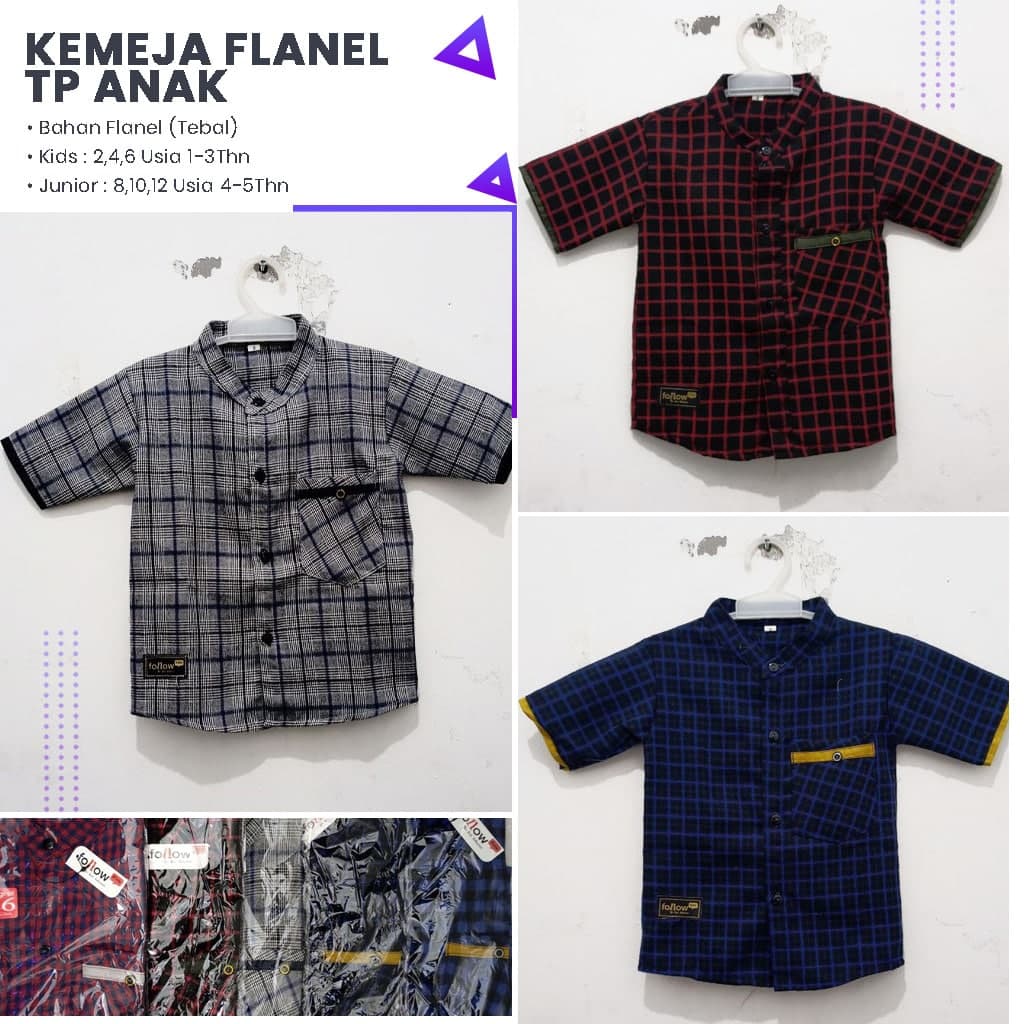 KEMEJA FLANEL
TP ANAK
• Bahan Flanel (Tebal)
• Kids : 2,4,6 Usia 1-3Thn
• Junior : 8,10,12 Usia 4-5Thn
follow
follow
follow
follow
follow
follow
6